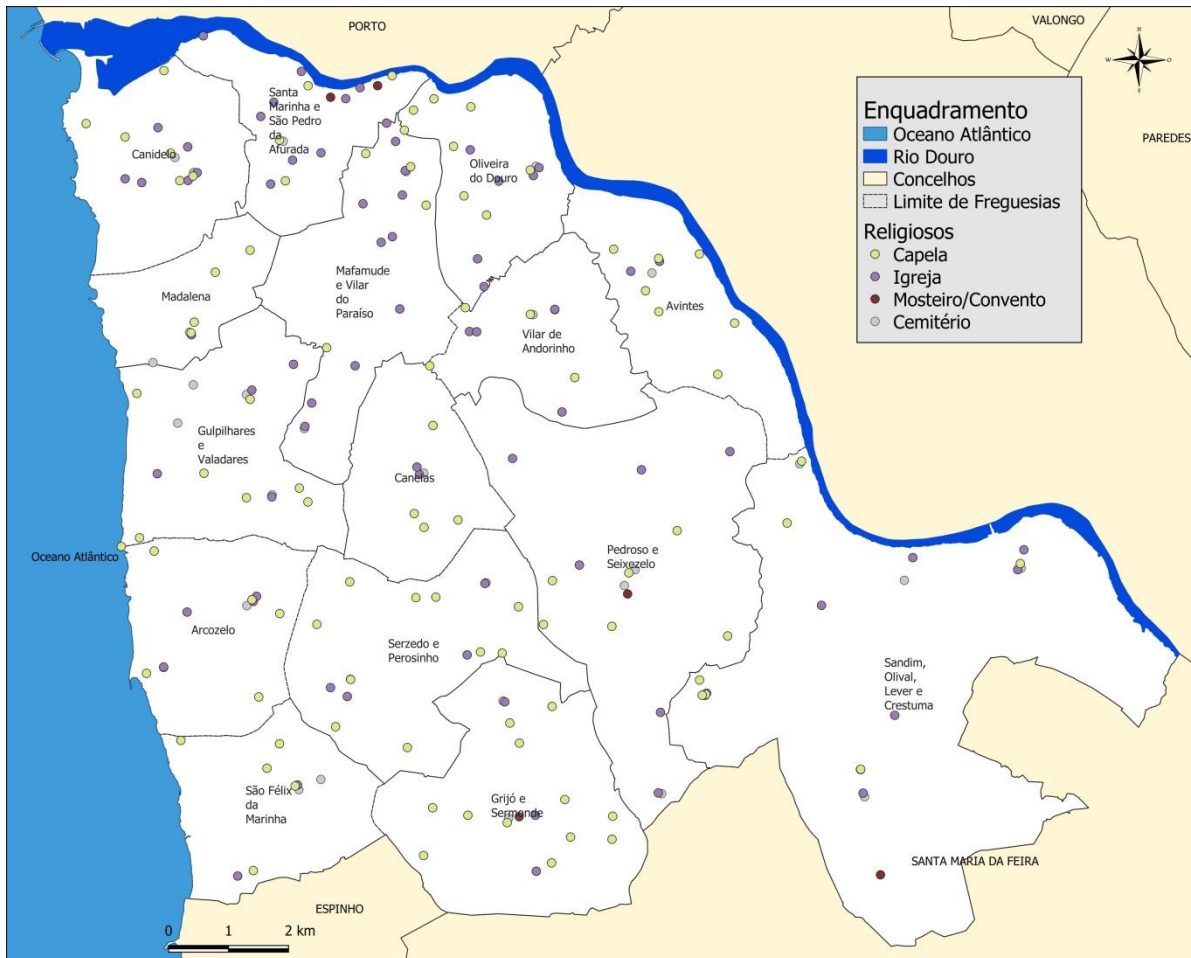 PORTO
VALONGO
N
W
O
S
PAREDES
Enquadramento
Oceano Atlântico
Rio Douro
Concelhos
Limite de Freguesias
Religiosos
Capela
Igreja
Mosteiro/Convento
Cemitério
Santa
Marinha e
São Pedro
da
Afurada
Canidelo
Oliveira
do Douro
Mafamude
e Vilar
do
Paraíso
Madalena
Avintes
Vilar de
Andorinho
Gulpilhares
e
Valadares
Canelas
Oceano Atlântico
Pedroso e
Seixezelo
Arcozelo
Serzedo e
Perosinho
Sandim,
Olival,
Lever e
Crestuma
São Félix
da
Marinha
Grijó e
Sermonde
SANTA MARIA DA FEIRA
ESPINHO
0 1 2 km